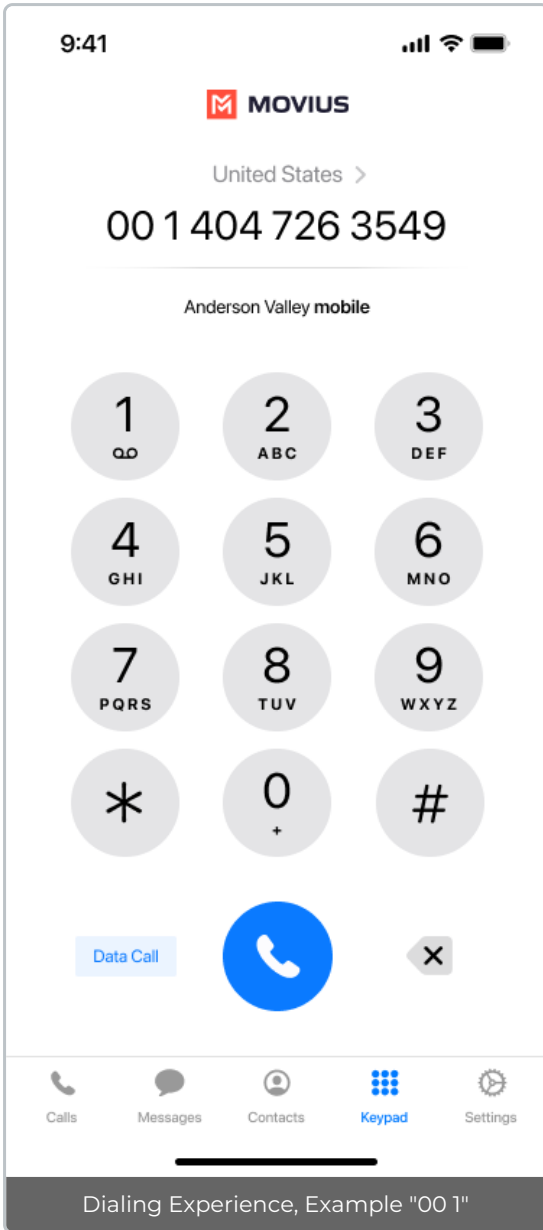 9:41
MOVIUS
United States >
00 1 404 726 3549
Anderson Valley mobile
1 2 3
ABC DEF
4 5 6
GHI JKL MNO
7 8 9
PQRS TUV WXYZ
* 0 #
+
Data Call
Calls Messages Contacts Keypad Settings
Dialing Experience, Example "00 1"